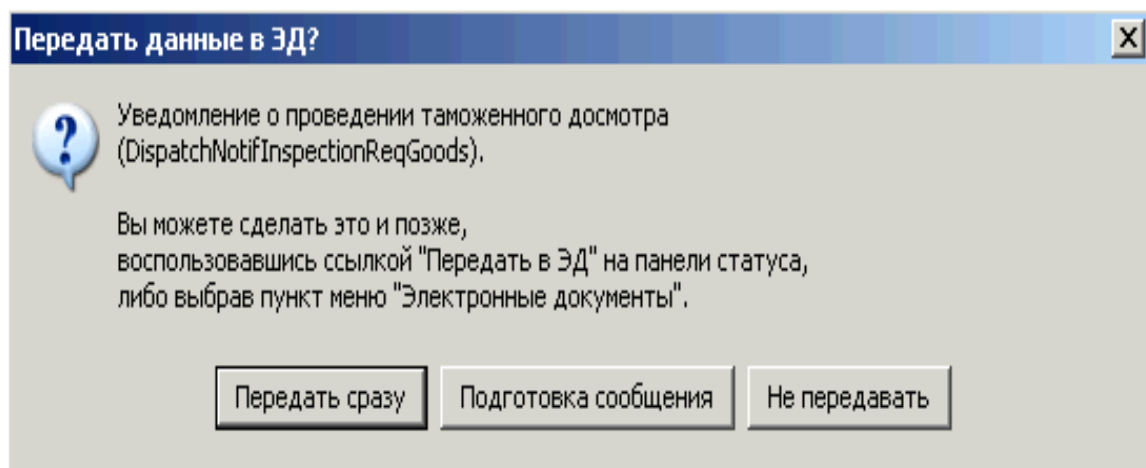 Передать данные в ЭД?
Уведомление о проведении таможенного досмотра
(DispatchNotifInspectionReqGoods).
Вы можете сделать это и позже,
воспользовавшись ссылкой "Передать в ЭД" на панели статуса,
либо выбрав пункт меню "Электронные документы".
Передать сразу Подготовка сообщения Не передавать